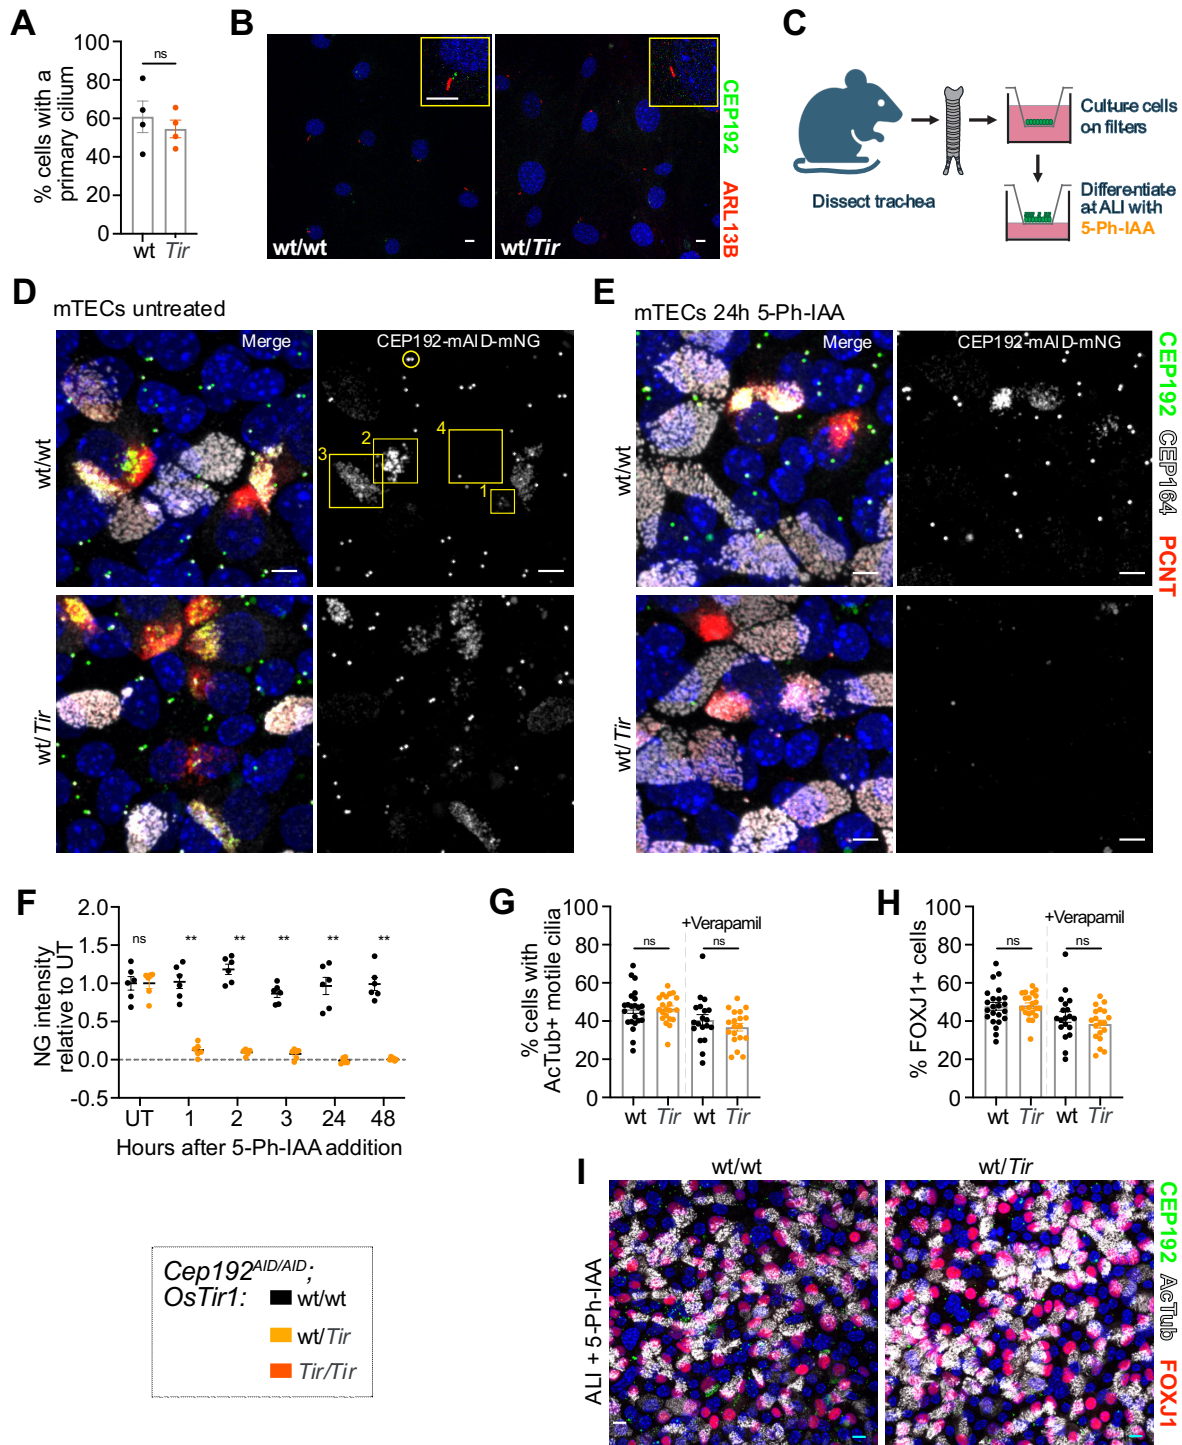 A
% cells with a
primary cilium
100
80
60
40
20
0
ns
wt
Tir
B
wt/wt
wt/Tir
CEP192
ARL13B
C
Dissect trachea
Culture cells
on filters
Differentiate
at ALI with
5-Ph-IAA
D
mTECs untreated
Merge
CEP192-mAID-mNG
wt/wt
1
2
3
4
wt/Tir
E
mTECs 24h 5-Ph-IAA
Merge
CEP192-mAID-mNG
wt/wt
wt/Tir
CEP192
CEP164
PCNT
F
NG intensity
relative to UT
2.0
1.5
1.0
0.5
0.0
-0.5
ns
**
**
**
**
**
UT
1
2
3
24
48
Hours after 5-Ph-IAA addition
G
% cells with
AcTub+ motile cilia
100
80
60
40
20
0
+Verapamil
ns
ns
wt
Tir
wt
Tir
H
% FOXJ1+ cells
100
80
60
40
20
0
+Verapamil
ns
ns
wt
Tir
wt
Tir
Cep192AID/AID;
OsTir1:
wt/wt
wt/Tir
Tir/Tir
I
wt/wt
wt/Tir
ALI + 5-Ph-IAA
CEP192
AcTub
FOXJ1